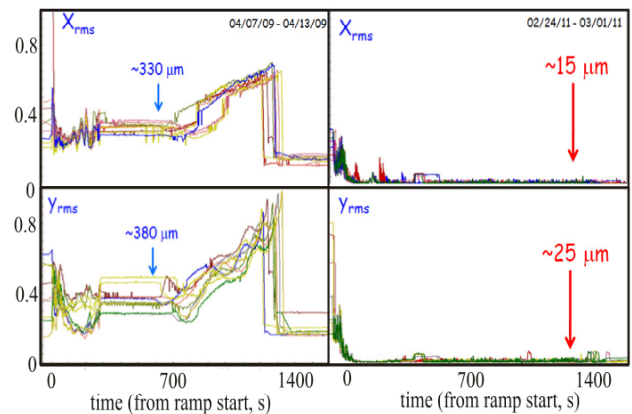 Xrms
04/07/09 - 04/13/09
~330 μm
0.8
0.4
0
Xrms
02/24/11 - 03/01/11
~15 μm
yrms
~380 μm
0.8
0.4
0
yrms
~25 μm
0 700 1400
time (from ramp start, s)
0 700 1400
time (from ramp start, s)